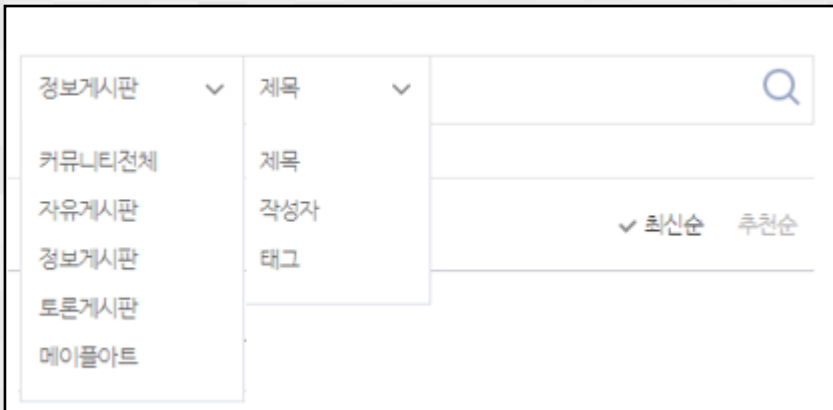 정보게시판 제목
커뮤니티전체 제목
자유게시판 작성자
최신순 추천순
정보게시판 태그
토론게시판
메이플아트